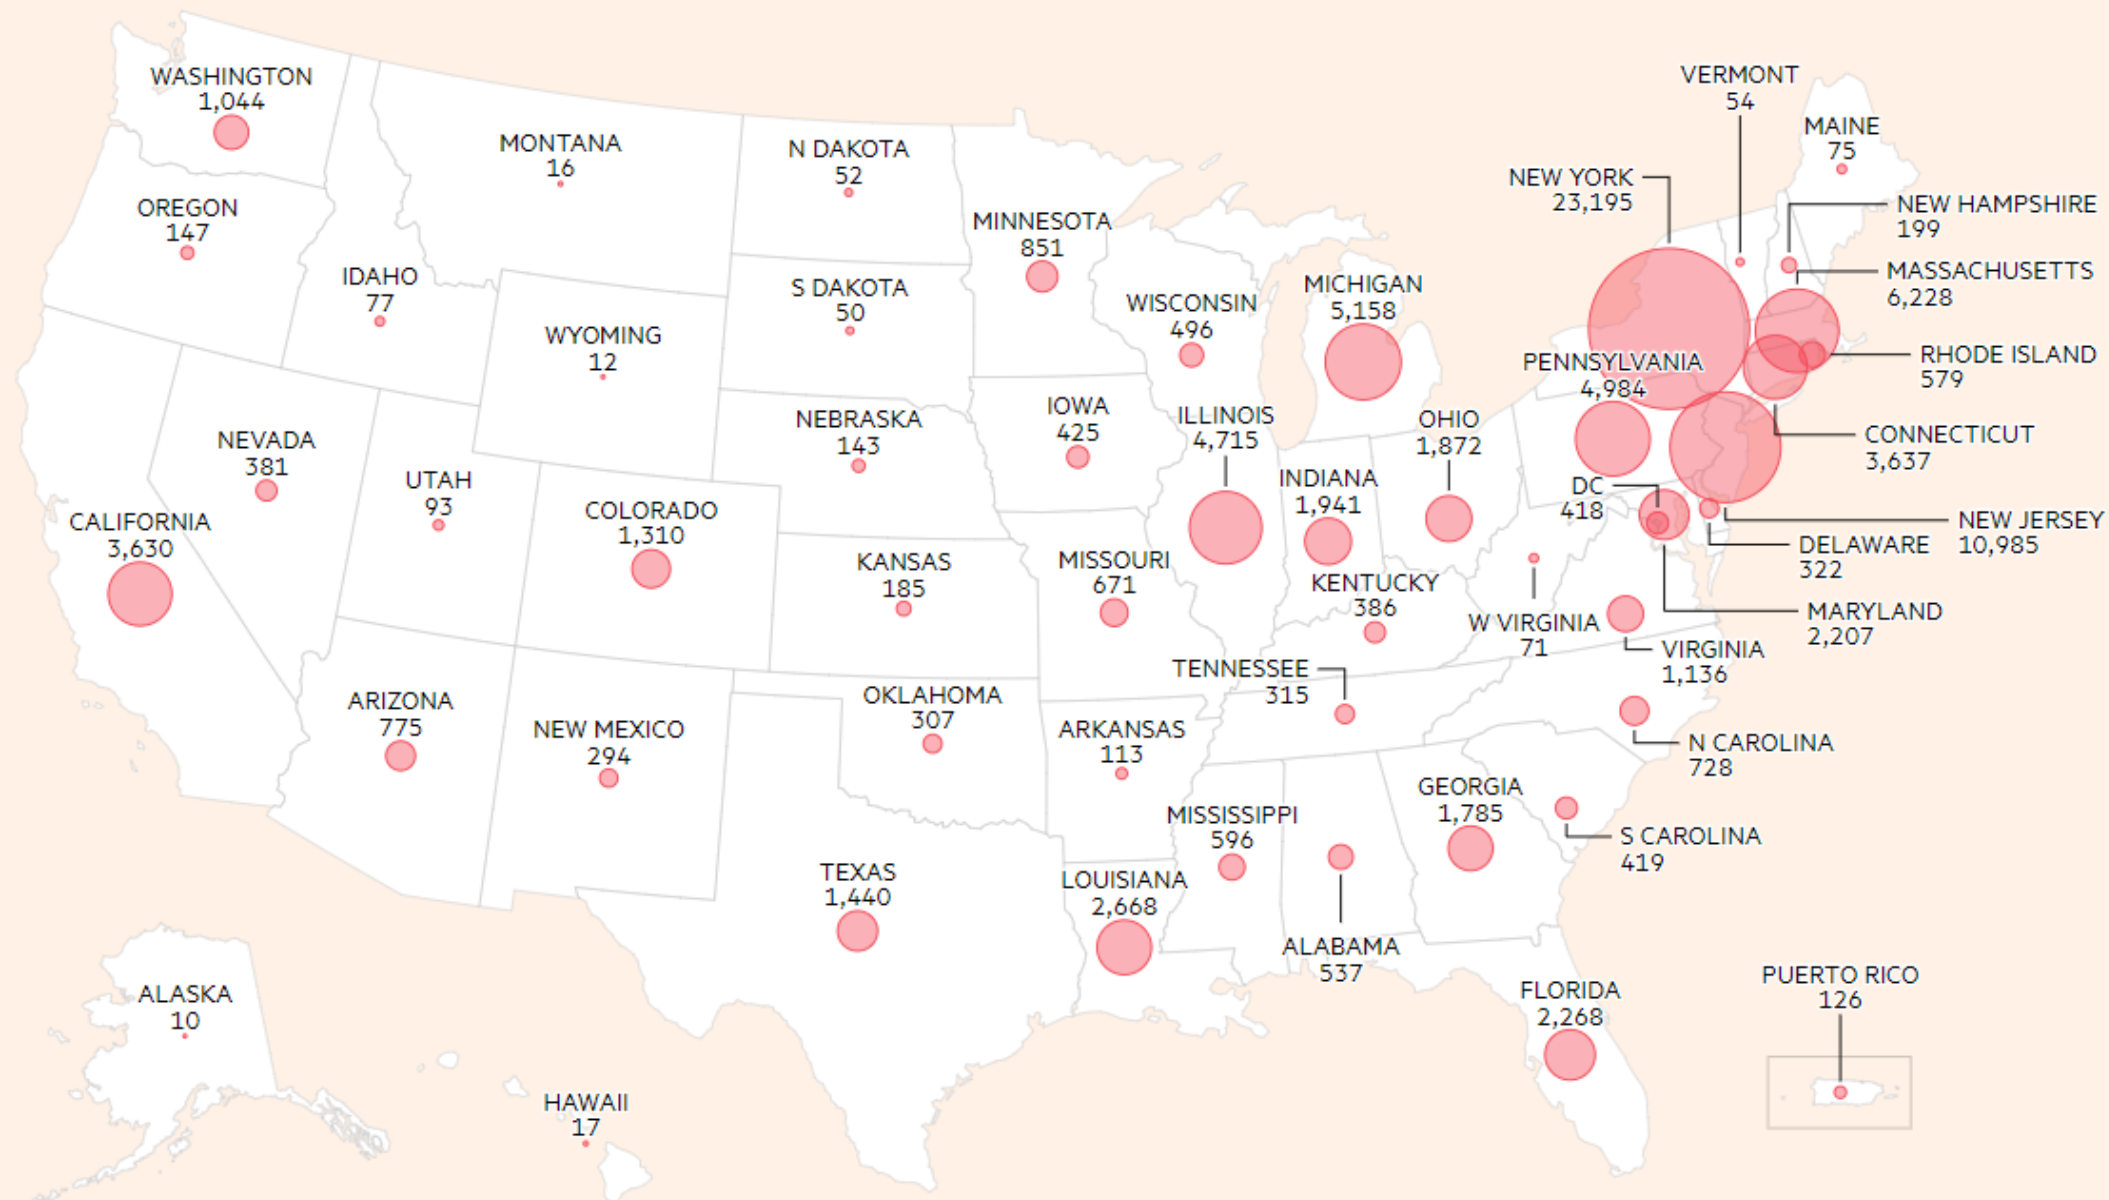 WASHINGTON
1,044
MONTANA
16
N DAKOTA
52
VERMONT
54
MAINE
75
OREGON
147
IDAHO
77
MINNESOTA
851
NEW YORK
23,195
NEW HAMPSHIRE
199
MASSACHUSETTS
6,228
S DAKOTA
50
WYOMING
12
WISCONSIN
496
MICHIGAN
5,158
PENNSYLVANIA
4,984
RHODE ISLAND
579
NEVADA
381
UTAH
93
NEBRASKA
143
IOWA
425
ILLINOIS
4,715
OHIO
1,872
CONNECTICUT
3,637
CALIFORNIA
3,630
COLORADO
1,310
KANSAS
185
MISSOURI
671
INDIANA
1,941
KENTUCKY
386
DC
418
NEW JERSEY
10,985
DELAWARE
322
W VIRGINIA
71
MARYLAND
2,207
VIRGINIA
1,136
ARIZONA
775
NEW MEXICO
294
OKLAHOMA
307
ARKANSAS
113
TENNESSEE
315
N CAROLINA
728
TEXAS
1,440
LOUISIANA
2,668
MISSISSIPPI
596
ALABAMA
537
GEORGIA
1,785
S CAROLINA
419
ALASKA
10
HAWAII
17
FLORIDA
2,268
PUERTO RICO
126